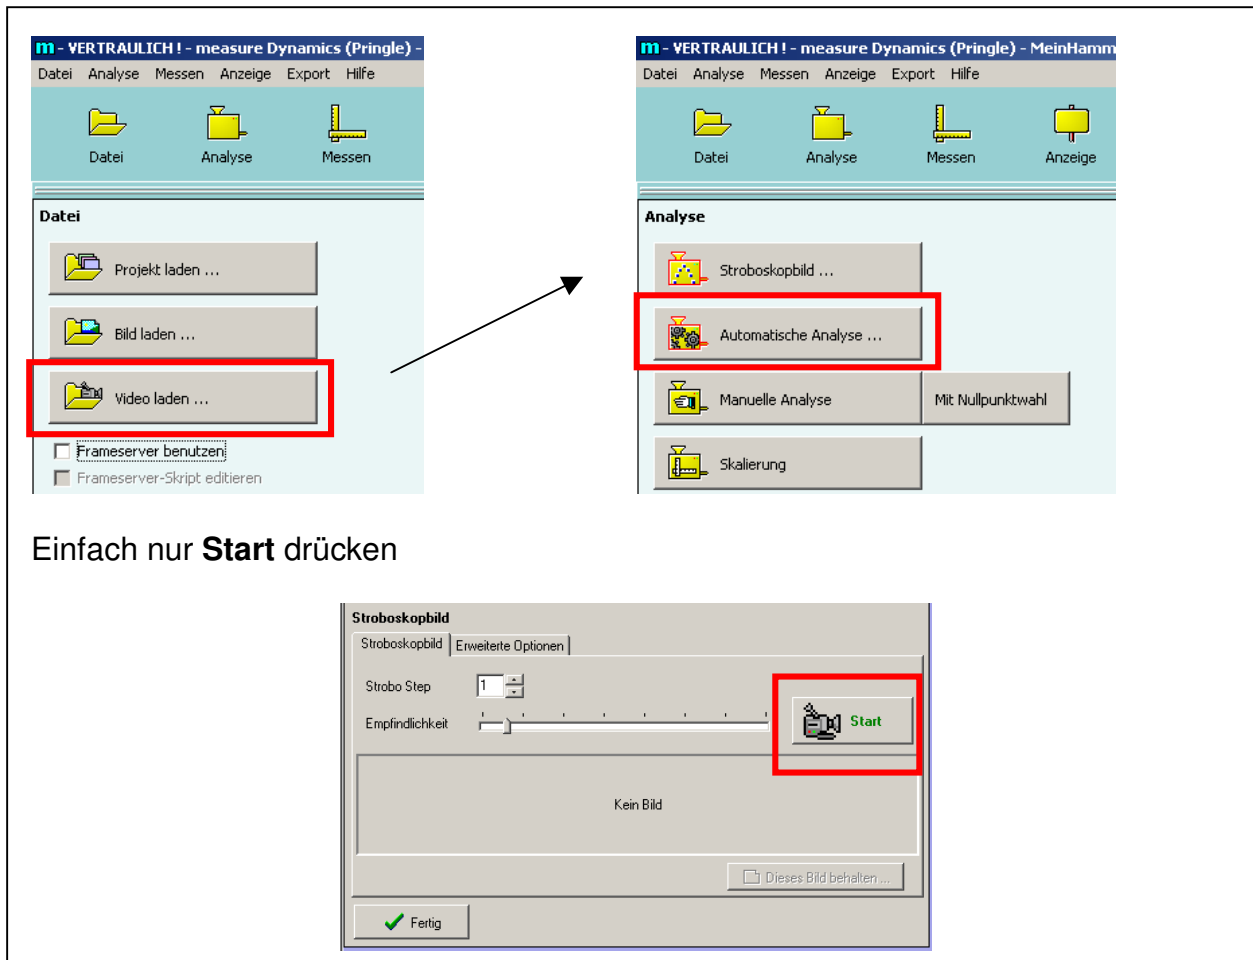 m - VERTRAULICH ! - measure Dynamics (Pringle) -
Datei Analyse Messen Anzeige Export Hilfe
Datei Analyse Messen
Datei
Projekt laden ...
Bild laden ...
Video laden ...
Frameserver benutzen
Frameserver-Skript editieren
m - VERTRAULICH ! - measure Dynamics (Pringle) - MeinHamm
Datei Analyse Messen Anzeige Export Hilfe
Datei Analyse Messen Anzeige
Analyse
Stroboskopbild ...
Automatische Analyse ...
Manuelle Analyse Mit Nullpunktwahl
Skalierung
Einfach nur Start drücken
Stroboskopbild
Stroboskopbild Erweiterte Optionen
Strobo Step 1
Empfindlichkeit
Start
Kein Bild
Dieses Bild behalten ...
Fertig